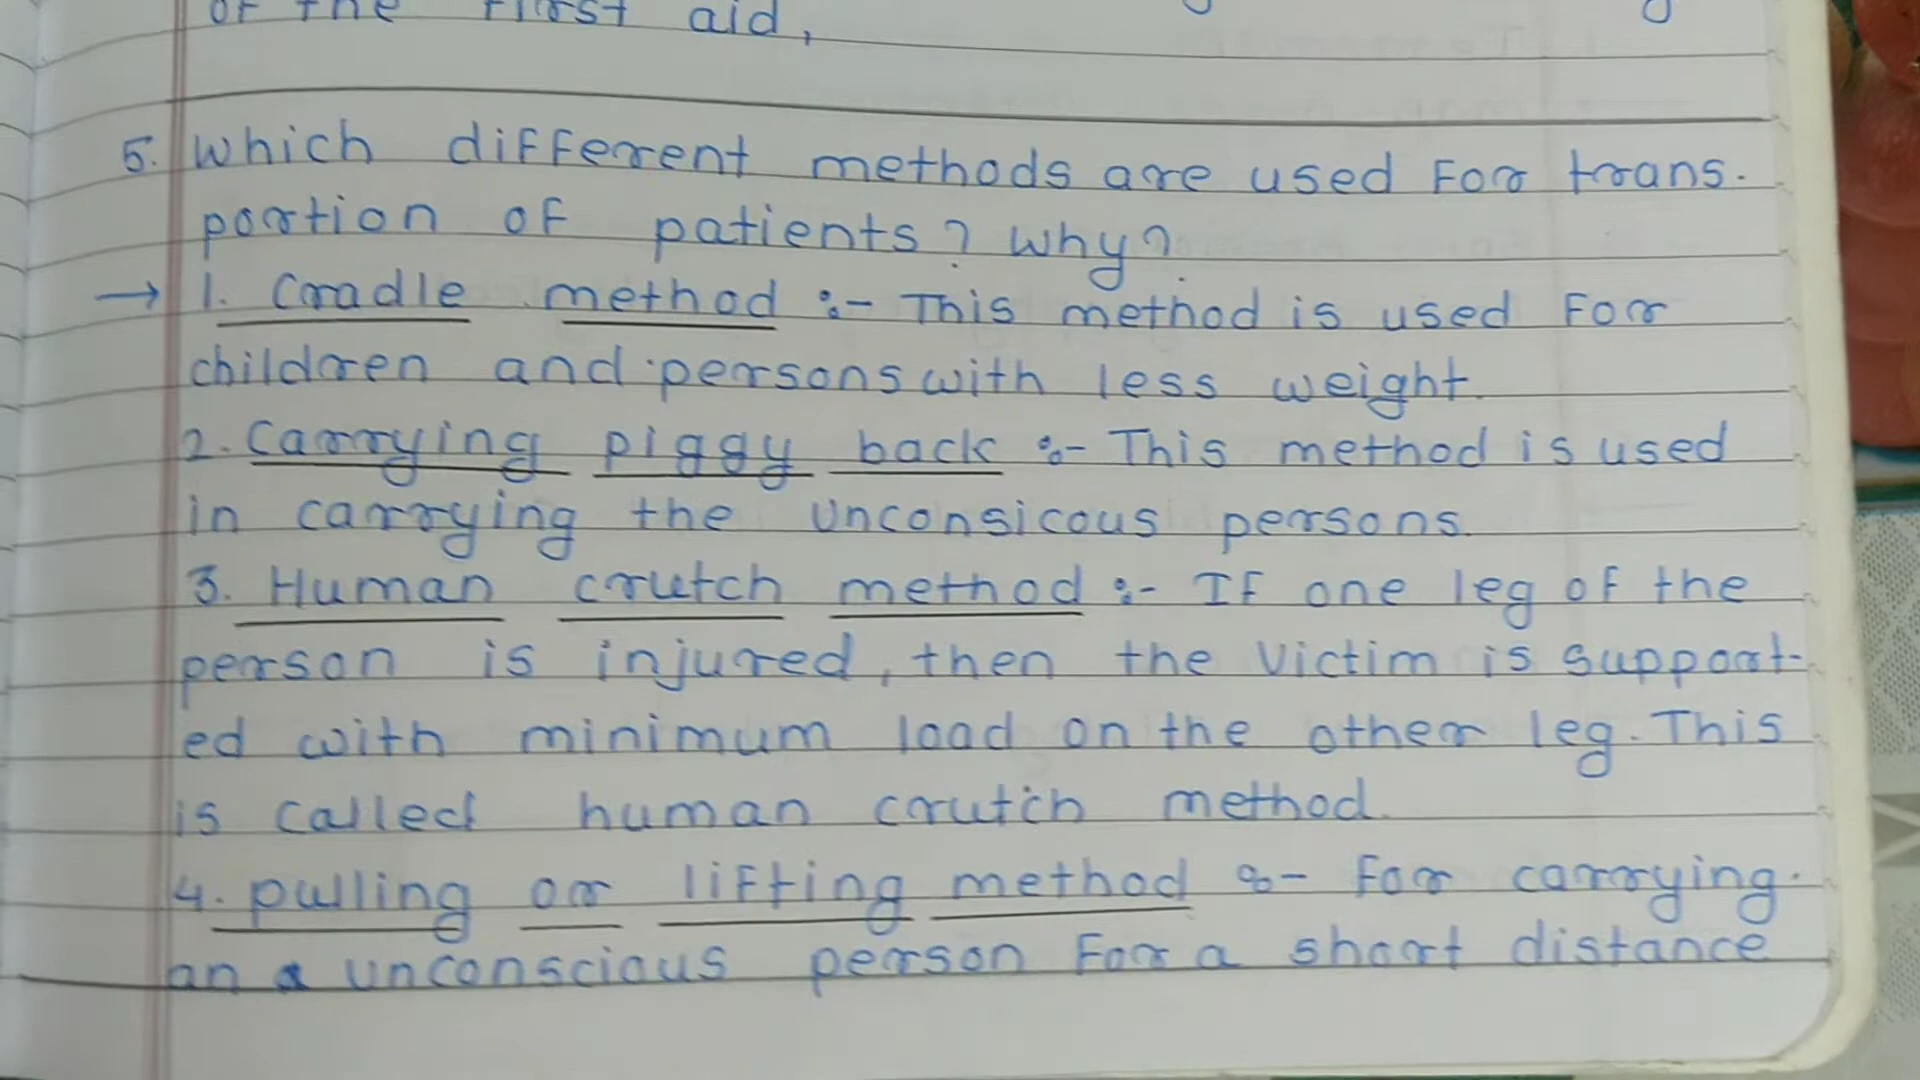 of the first aid,
5. Which different methods are used for trans-
portion of patients? Why?
→ 1. Cradle method :- This method is used for
children and persons with less weight.
2. Carrying piggy back :- This method is used
in carrying the unconsicous persons.
3. Human crutch method :- If one leg of the
person is injured, then the victim is support-
ed with minimum load on the other leg. This
is called human crutch method.
4. pulling or lifting method :- For carrying
an unconscious person for a short distance